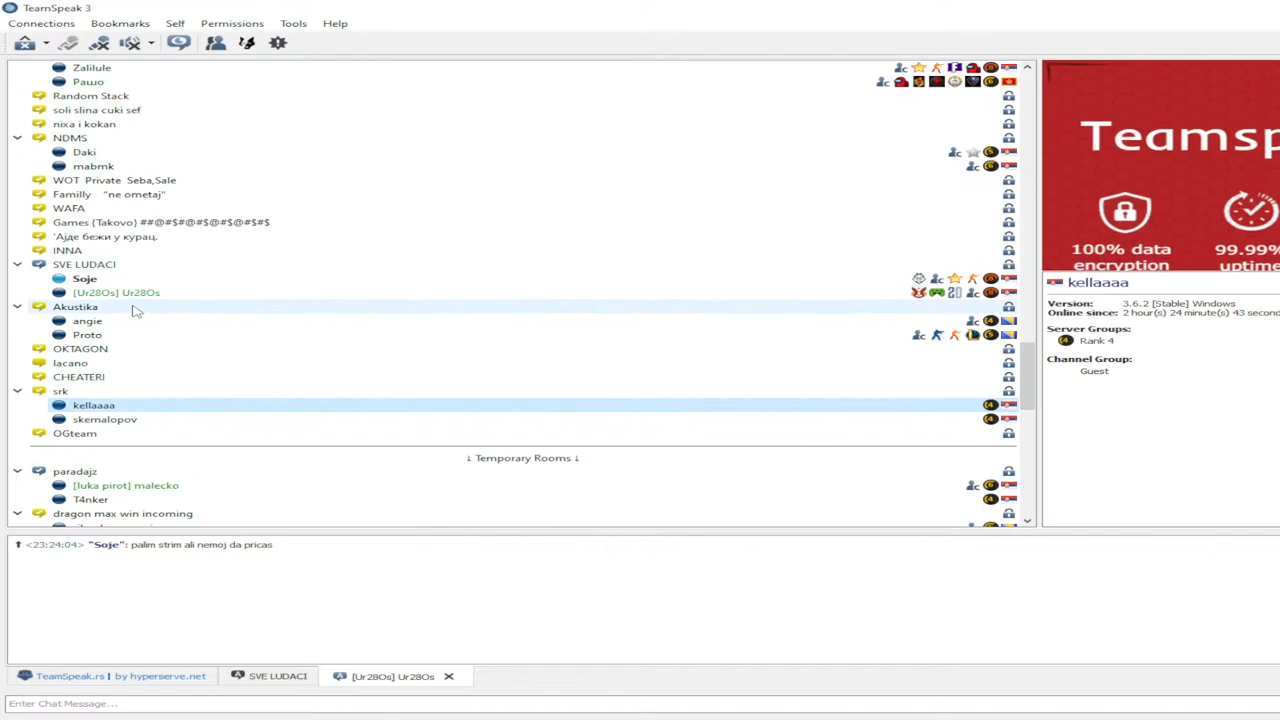 TeamSpeak 3
Connections Bookmarks Self Permissions Tools Help
Zalilule
Рашо
Random Stack
soli slina cuki sef
nixa i kokan
NDMS
Daki
mabmk
WOT Private Seba,Sale
Familly "ne ometaj"
WAFA
Games {Takovo} ##@#$#@#$@#$@#$#$
'Ајде бежи у курац.
INNA
SVE LUDACI
Soje
[Ur28Os] Ur28Os
Akustika
angie
Proto
OKTAGON
lacano
CHEATERI
srk
kellaaaa
skemalopov
OGteam
↓ Temporary Rooms ↓
paradajz
[luka pirot] malecko
T4nker
dragon max win incoming
Teamsp
100% data
encryption
99.99%
uptime
kellaaaa
Version: 3.6.2 [Stable] Windows
Online since: 2 hour(s) 24 minute(s) 43 second
Server Groups:
Rank 4
Channel Group:
Guest
<23:24:04> "Soje": palim strim ali nemoj da pricas
TeamSpeak.rs | by hyperserve.net SVE LUDACI [Ur28Os] Ur28Os
Enter Chat Message...